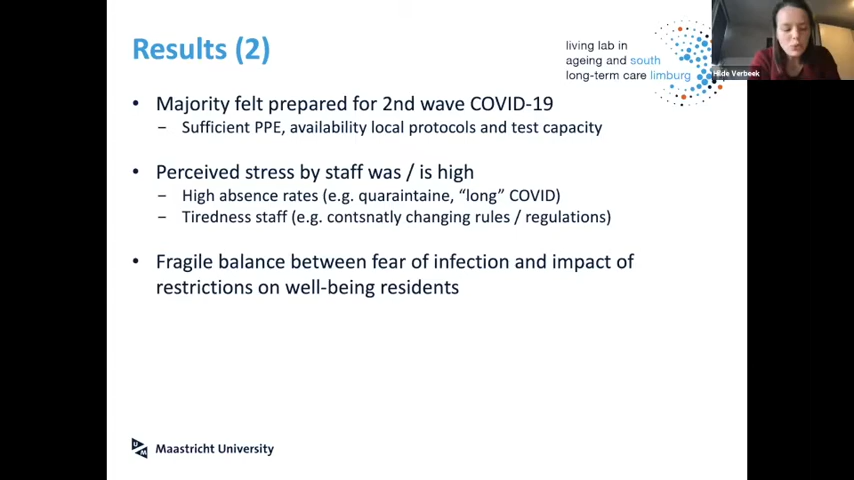 Results (2)
living lab in
ageing and south
long-term care limburg
Hilde Verbeek
• Majority felt prepared for 2nd wave COVID-19
− Sufficient PPE, availability local protocols and test capacity
• Perceived stress by staff was / is high
− High absence rates (e.g. quaraintaine, “long” COVID)
− Tiredness staff (e.g. contsnatly changing rules / regulations)
• Fragile balance between fear of infection and impact of
restrictions on well-being residents
UM
Maastricht University